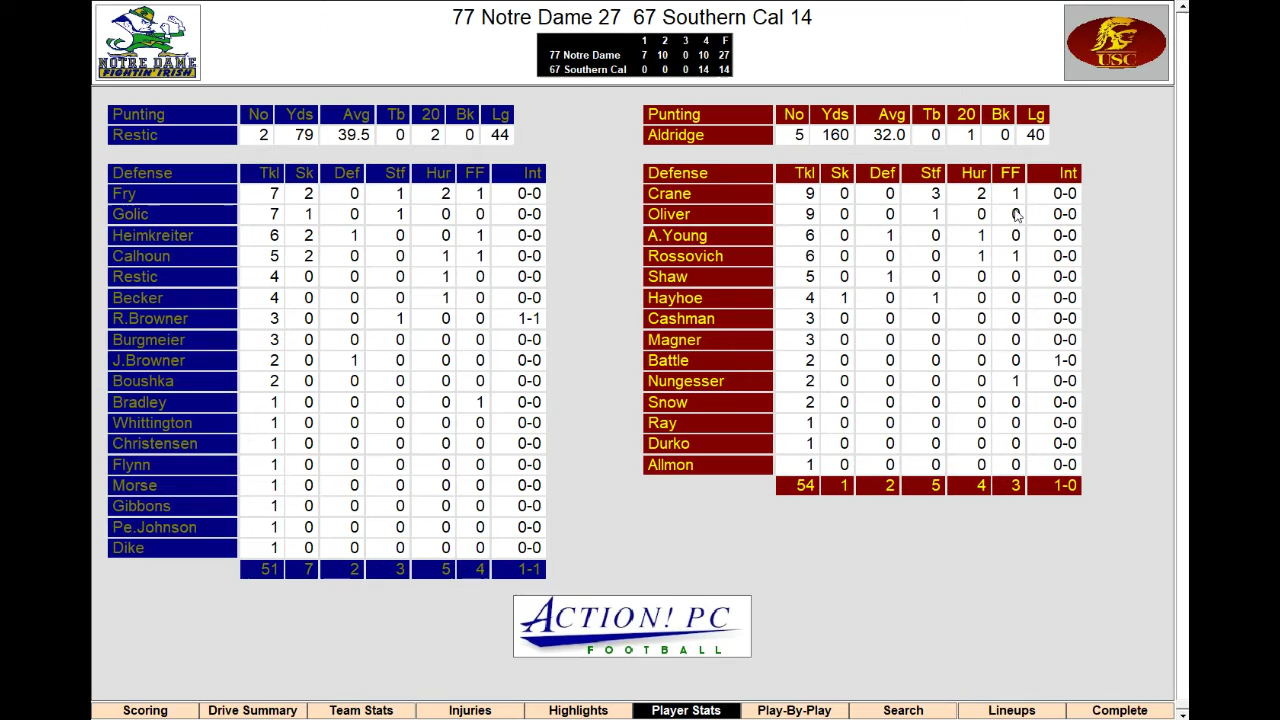 77 Notre Dame 27 67 Southern Cal 14
NOTRE DAME
FIGHTIN' IRISH
USC
1 2 3 4 F
77 Notre Dame 7 10 0 10 27
67 Southern Cal 0 0 0 14 14
Punting No Yds Avg Tb 20 Bk Lg
Restic 2 79 39.5 0 2 0 44
Defense Tkl Sk Def Stf Hur FF Int
Fry 7 2 0 1 2 1 0-0
Golic 7 1 0 1 0 0 0-0
Heimkreiter 6 2 1 0 0 1 0-0
Calhoun 5 2 0 0 1 1 0-0
Restic 4 0 0 0 1 0 0-0
Becker 4 0 0 0 1 0 0-0
R.Browner 3 0 0 1 0 0 1-1
Burgmeier 3 0 0 0 0 0 0-0
J.Browner 2 0 1 0 0 0 0-0
Boushka 2 0 0 0 0 0 0-0
Bradley 1 0 0 0 0 1 0-0
Whittington 1 0 0 0 0 0 0-0
Christensen 1 0 0 0 0 0 0-0
Flynn 1 0 0 0 0 0 0-0
Morse 1 0 0 0 0 0 0-0
Gibbons 1 0 0 0 0 0 0-0
Pe.Johnson 1 0 0 0 0 0 0-0
Dike 1 0 0 0 0 0 0-0
51 7 2 3 5 4 1-1
Punting No Yds Avg Tb 20 Bk Lg
Aldridge 5 160 32.0 0 1 0 40
Defense Tkl Sk Def Stf Hur FF Int
Crane 9 0 0 3 2 1 0-0
Oliver 9 0 0 1 0 0 0-0
A.Young 6 0 1 0 1 0 0-0
Rossovich 6 0 0 0 1 1 0-0
Shaw 5 0 1 0 0 0 0-0
Hayhoe 4 1 0 1 0 0 0-0
Cashman 3 0 0 0 0 0 0-0
Magner 3 0 0 0 0 0 0-0
Battle 2 0 0 0 0 0 1-0
Nungesser 2 0 0 0 0 1 0-0
Snow 2 0 0 0 0 0 0-0
Ray 1 0 0 0 0 0 0-0
Durko 1 0 0 0 0 0 0-0
Allmon 1 0 0 0 0 0 0-0
54 1 2 5 4 3 1-0
ACTION! PC
FOOTBALL
Scoring Drive Summary Team Stats Injuries Highlights Player Stats Play-By-Play Search Lineups Complete